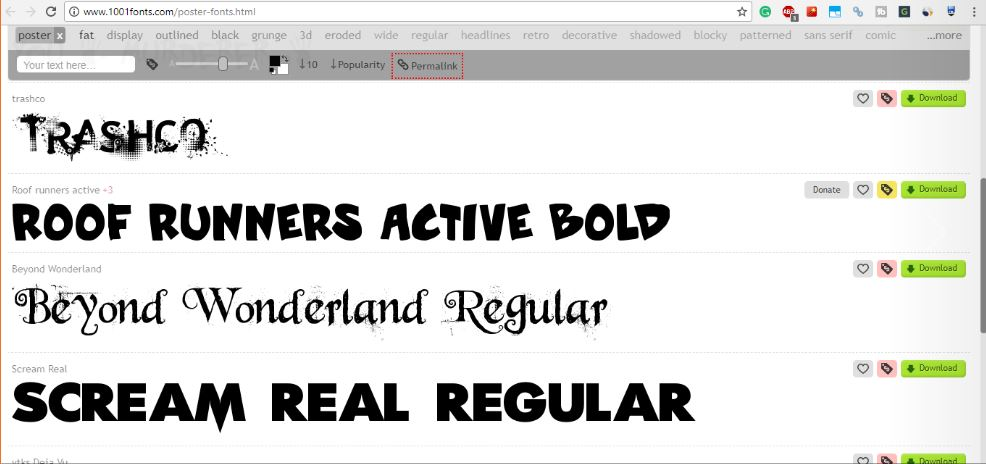 www.1001fonts.com/poster-fonts.html
poster x fat display outlined black grunge 3d eroded wide regular headlines retro decorative shadowed blocky patterned sans serif comic ...more
Your text here... A A ↓10 ↓Popularity Permalink
trashco Download
TRASHCO
Roof runners active +3 Donate Download
ROOF RUNNERS ACTIVE BOLD
Beyond Wonderland Download
Beyond Wonderland Regular
Scream Real Download
SCREAM REAL REGULAR
vtks Deja Vu Download